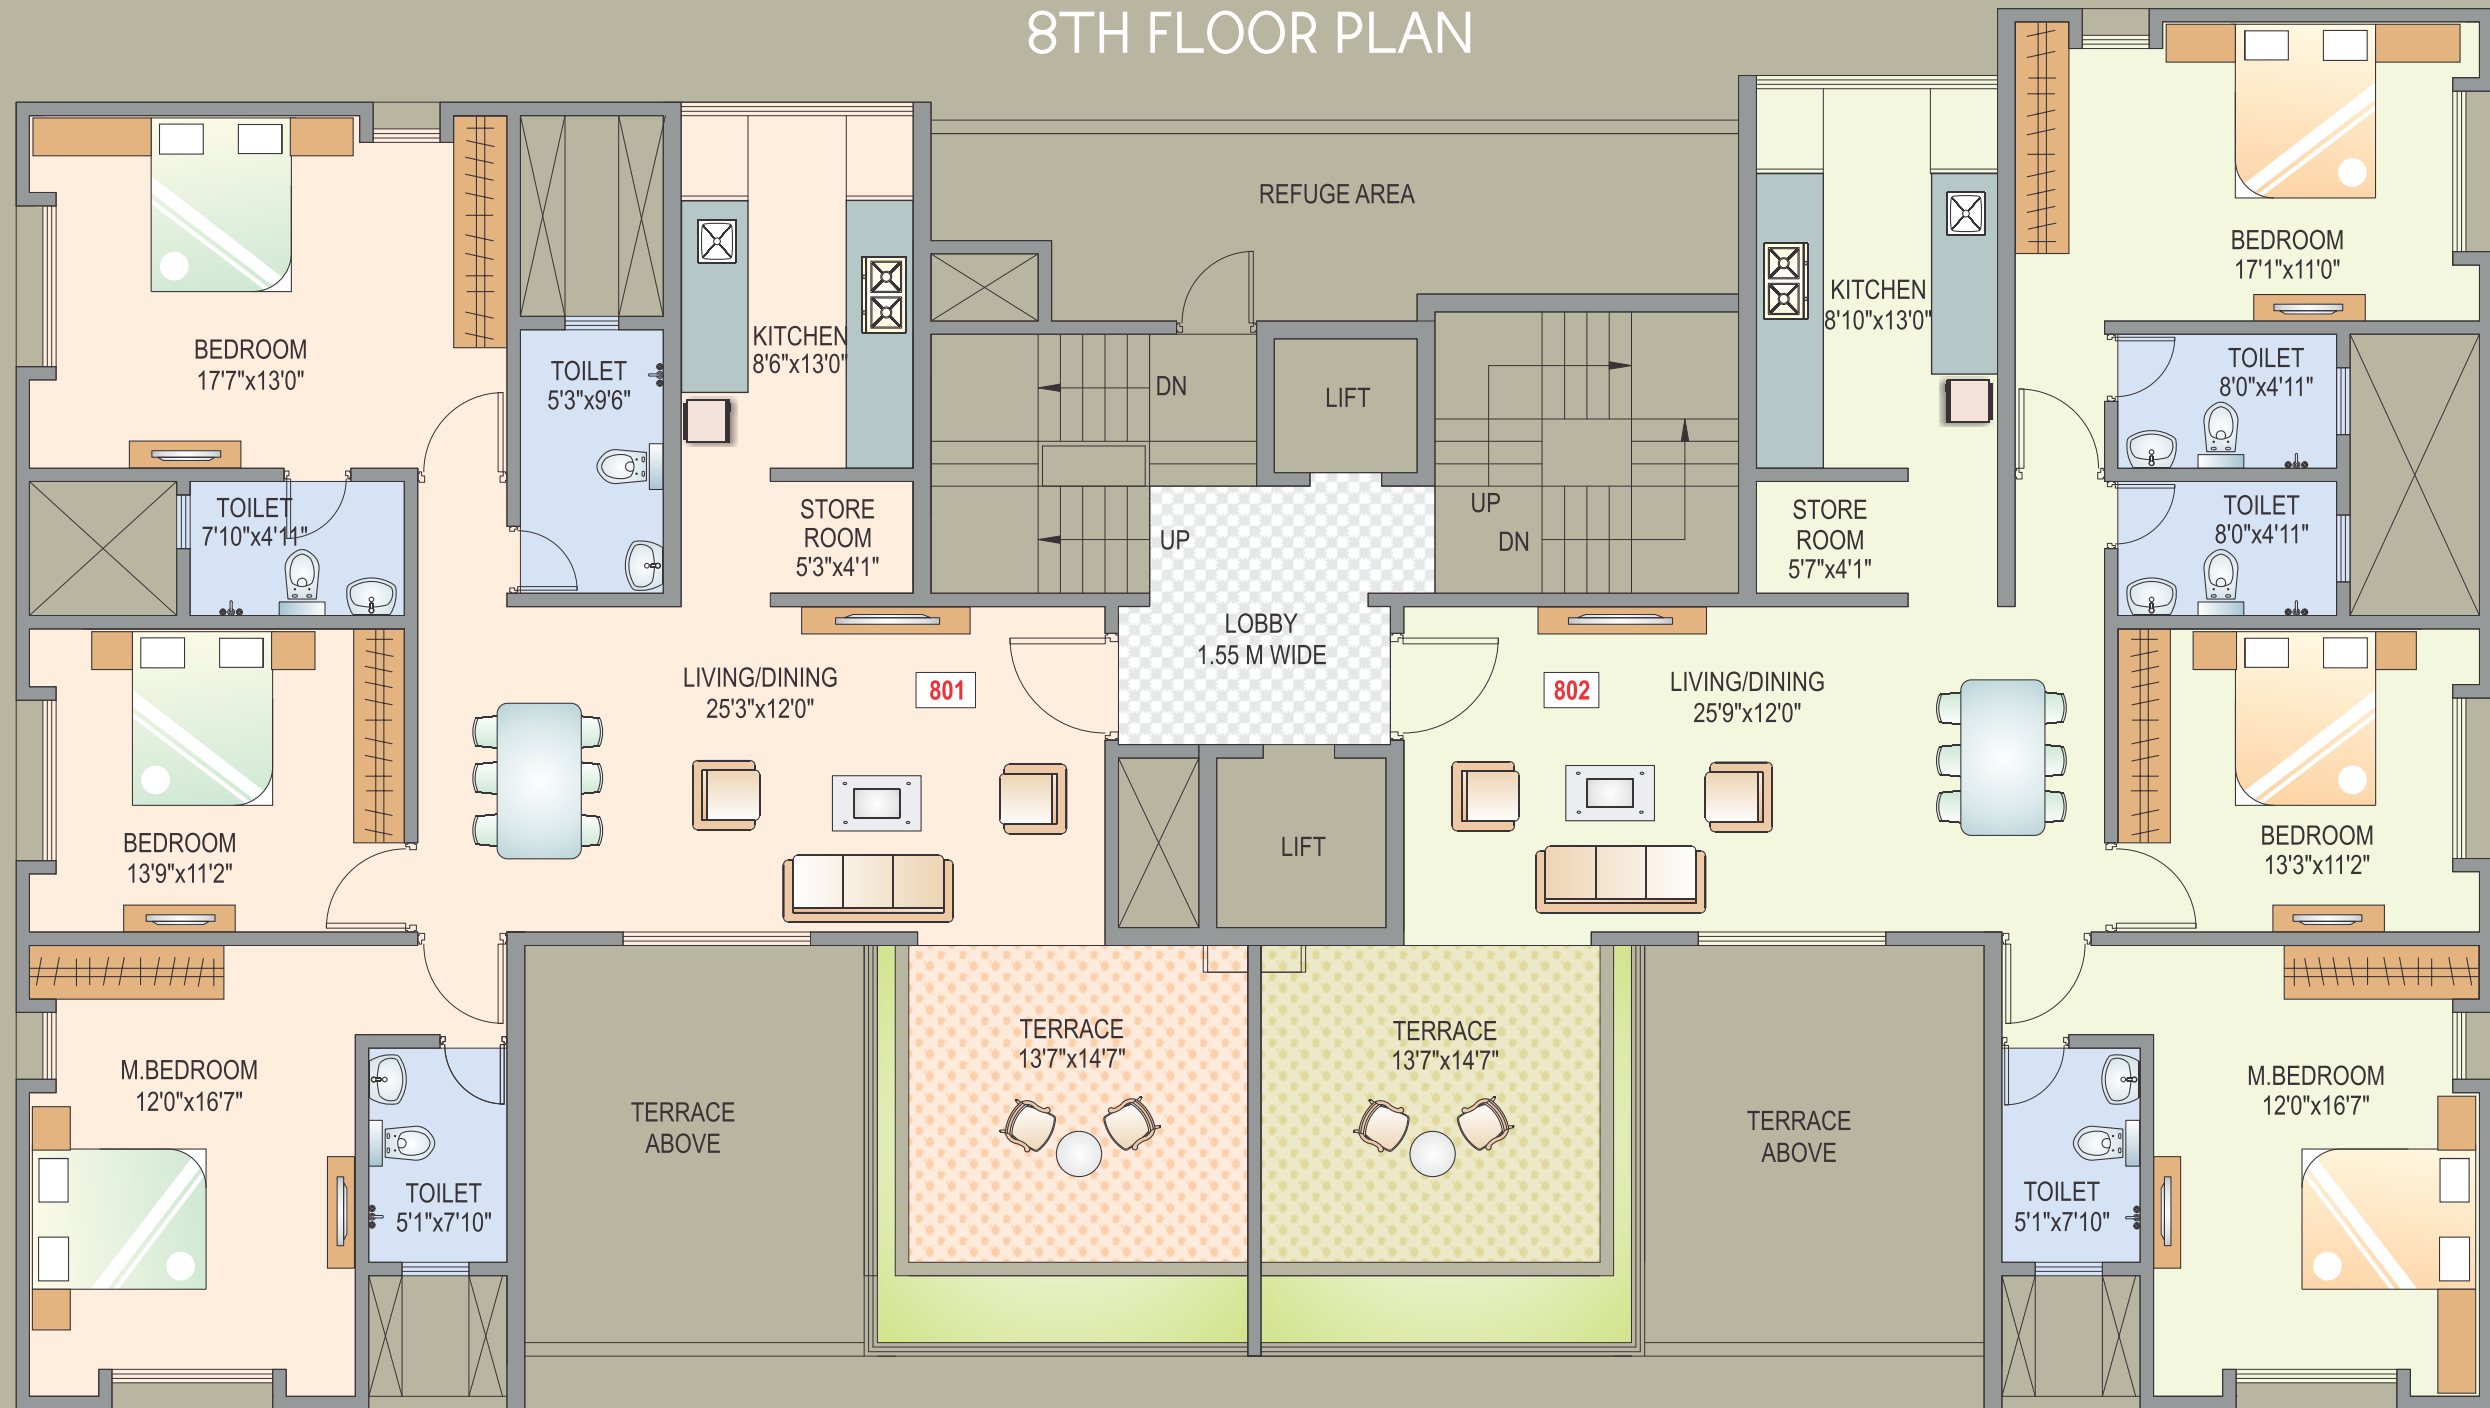 8TH FLOOR PLAN
REFUGE AREA
BEDROOM
17'1"x11'0"
KITCHEN
8'10"x13'0"
KITCHEN
8'6"x13'0"
BEDROOM
17'7"x13'0"
TOILET
5'3"x9'6"
DN
LIFT
TOILET
8'0"x4'11"
TOILET
7'10"x4'11"
STORE
ROOM
5'3"x4'1"
UP
UP
DN
STORE
ROOM
5'7"x4'1"
TOILET
8'0"x4'11"
LOBBY
1.55 M WIDE
LIVING/DINING
25'3"x12'0"
801
802
LIVING/DINING
25'9"x12'0"
BEDROOM
13'9"x11'2"
LIFT
BEDROOM
13'3"x11'2"
M.BEDROOM
12'0"x16'7"
TERRACE
13'7"x14'7"
TERRACE
13'7"x14'7"
M.BEDROOM
12'0"x16'7"
TERRACE
ABOVE
TERRACE
ABOVE
TOILET
5'1"x7'10"
TOILET
5'1"x7'10"